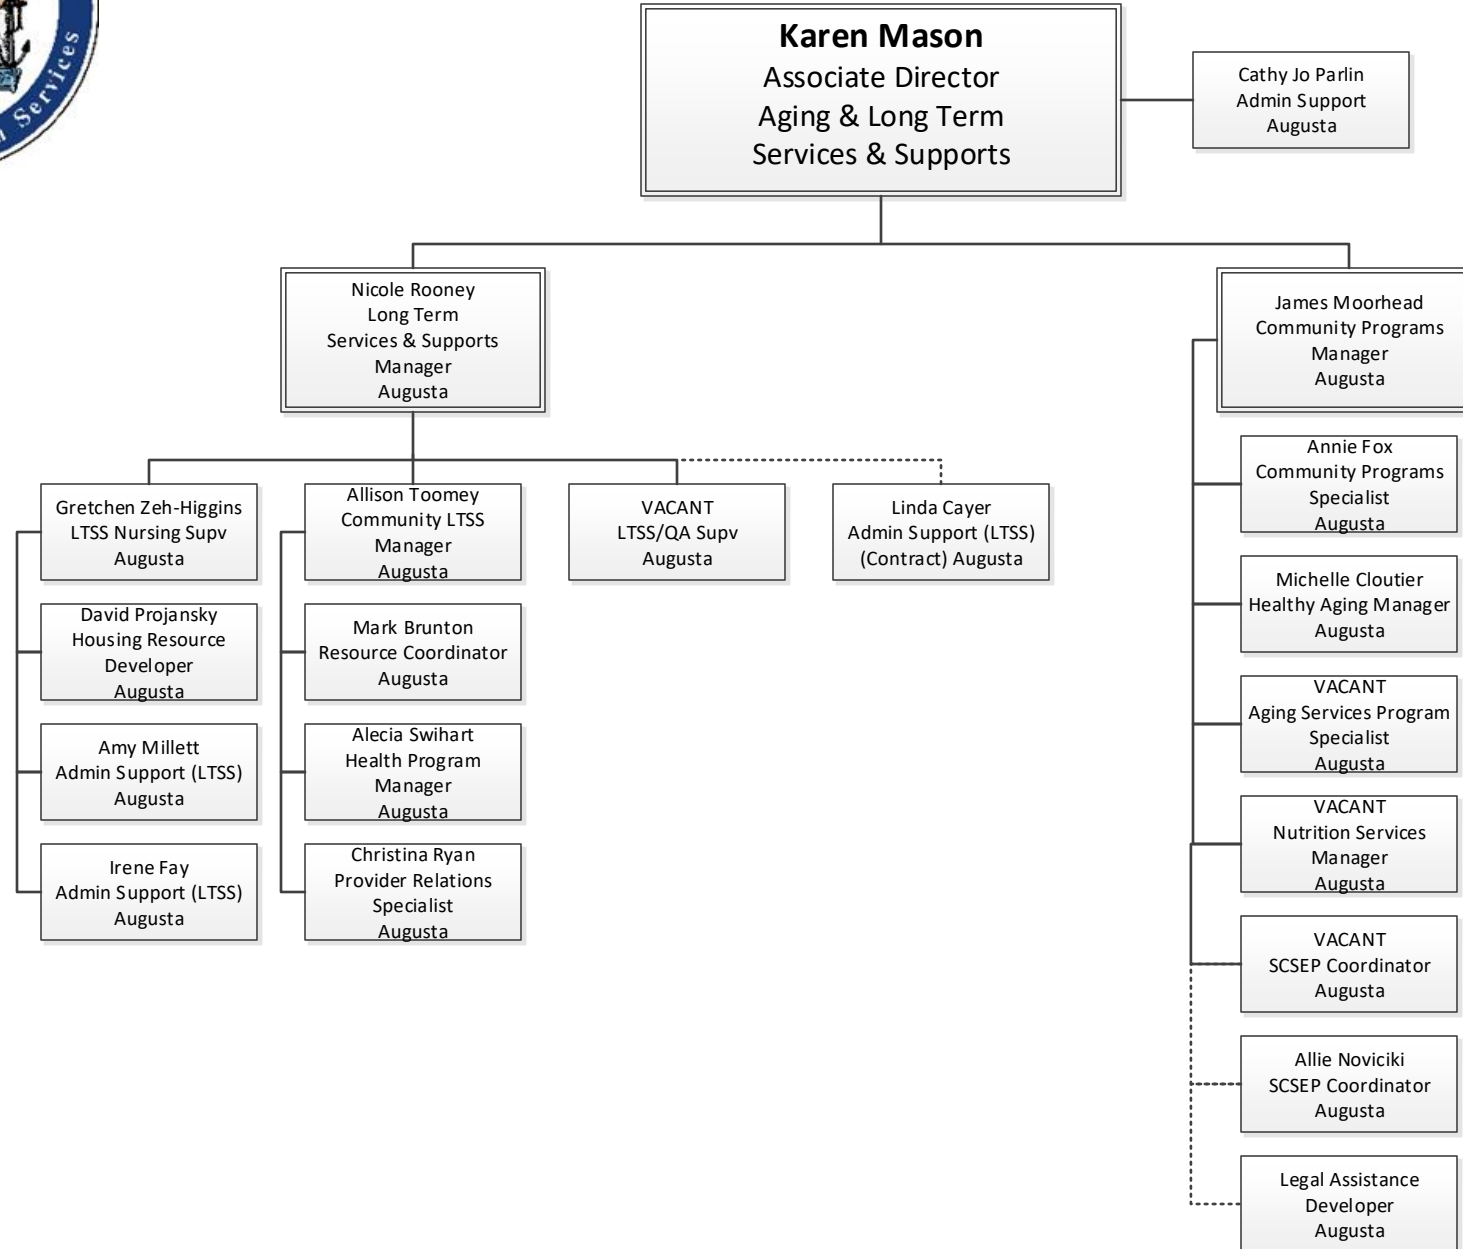 Services
Karen Mason
Associate Director
Aging & Long Term
Services & Supports
Cathy Jo Parlin
Admin Support
Augusta
Nicole Rooney
Long Term
Services & Supports
Manager
Augusta
James Moorhead
Community Programs
Manager
Augusta
Gretchen Zeh-Higgins
LTSS Nursing Supv
Augusta
David Projansky
Housing Resource
Developer
Augusta
Amy Millett
Admin Support (LTSS)
Augusta
Irene Fay
Admin Support (LTSS)
Augusta
Allison Toomey
Community LTSS
Manager
Augusta
Mark Brunton
Resource Coordinator
Augusta
Alecia Swihart
Health Program
Manager
Augusta
Christina Ryan
Provider Relations
Specialist
Augusta
VACANT
LTSS/QA Supv
Augusta
Linda Cayer
Admin Support (LTSS)
(Contract) Augusta
Annie Fox
Community Programs
Specialist
Augusta
Michelle Cloutier
Healthy Aging Manager
Augusta
VACANT
Aging Services Program
Specialist
Augusta
VACANT
Nutrition Services
Manager
Augusta
VACANT
SCSEP Coordinator
Augusta
Allie Noviciki
SCSEP Coordinator
Augusta
Legal Assistance
Developer
Augusta